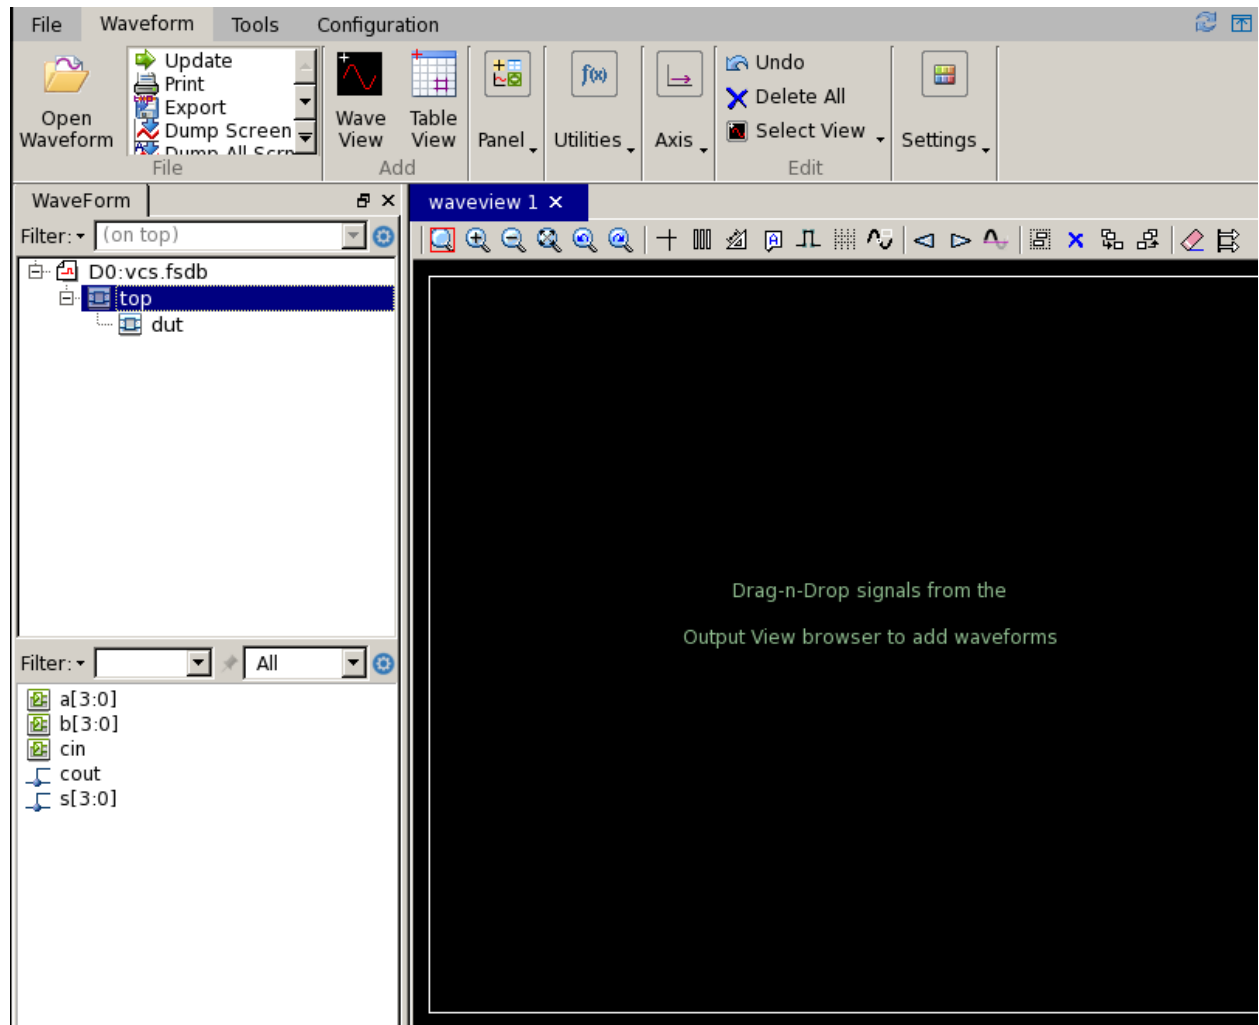 File Waveform Tools Configuration
Open Waveform
Update
Print
Export
Dump Screen
Dump All Scrn
File
Wave View
Table View
Add
Panel
Utilities
f(x)
Axis
Undo
Delete All
Select View
Edit
Settings
WaveForm
waveview 1
Filter: (on top)
D0:vcs.fsdb
top
dut
Drag-n-Drop signals from the
Output View browser to add waveforms
Filter: All
a[3:0]
b[3:0]
cin
cout
s[3:0]